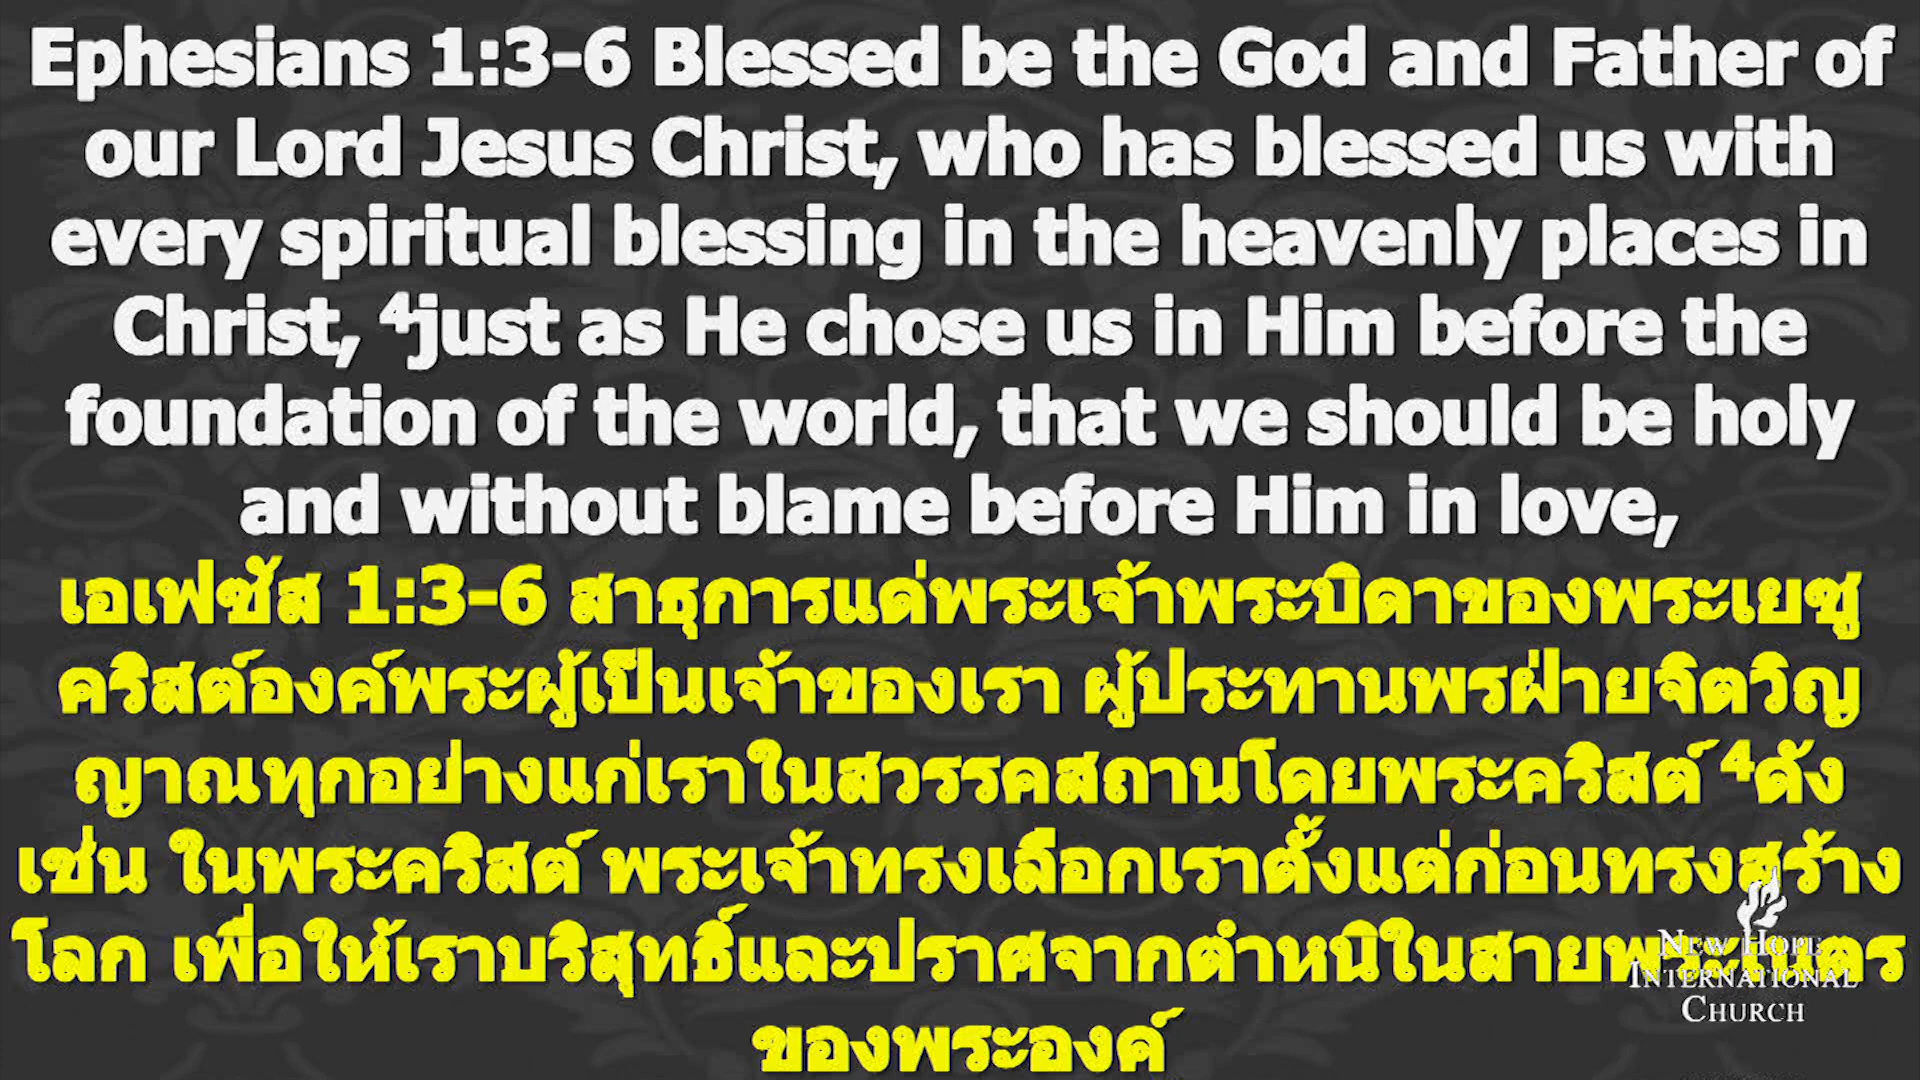 Ephesians 1:3-6 Blessed be the God and Father of
our Lord Jesus Christ, who has blessed us with
every spiritual blessing in the heavenly places in
Christ, ⁴just as He chose us in Him before the
foundation of the world, that we should be holy
and without blame before Him in love,
เอเฟซัส 1:3-6 สาธุการแด่พระเจ้าพระบิดาของพระเยซู
คริสต์องค์พระผู้เป็นเจ้าของเรา ผู้ประทานพรฝ่ายจิตวิญ
ญาณทุกอย่างแก่เราในสวรรคสถานโดยพระคริสต์ ⁴ดัง
เช่น ในพระคริสต์ พระเจ้าทรงเลือกเราตั้งแต่ก่อนทรงสร้าง
โลก เพื่อให้เราบริสุทธิ์และปราศจากตำหนิในสายพระเนตร
ของพระองค์
NEW HOPE
INTERNATIONAL
CHURCH